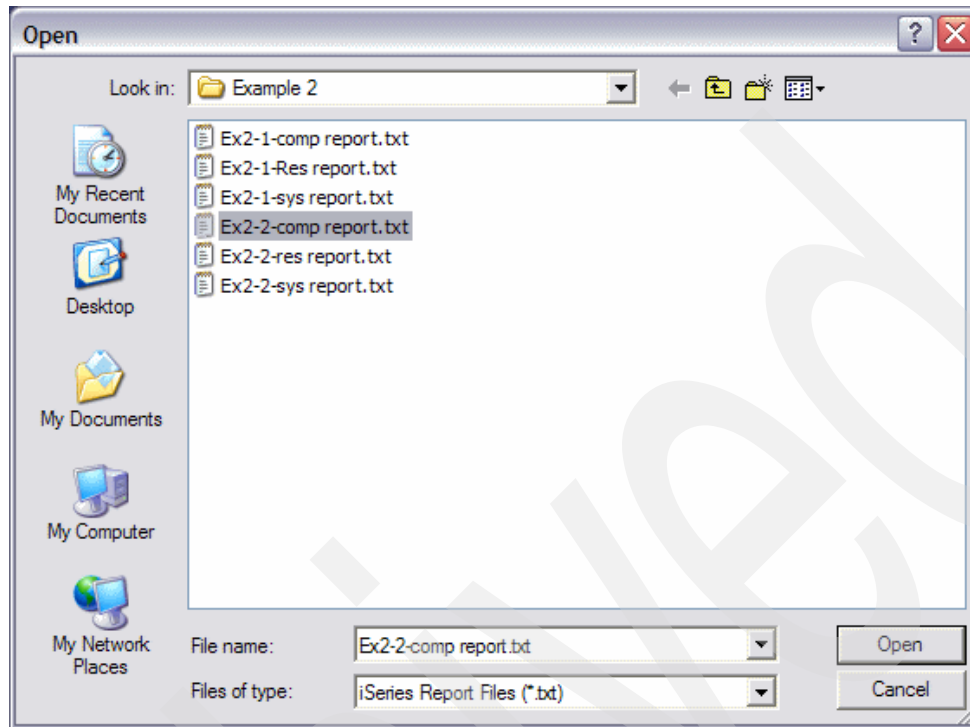 Open
Look in:
Example 2
Ex2-1-comp report.txt
Ex2-1-Res report.txt
Ex2-1-sys report.txt
Ex2-2-comp report.txt
Ex2-2-res report.txt
Ex2-2-sys report.txt
My Recent
Documents
Desktop
My Documents
My Computer
My Network
Places
File name:
Ex2-2-comp report.txt
Open
Files of type:
iSeries Report Files (*.txt)
Cancel